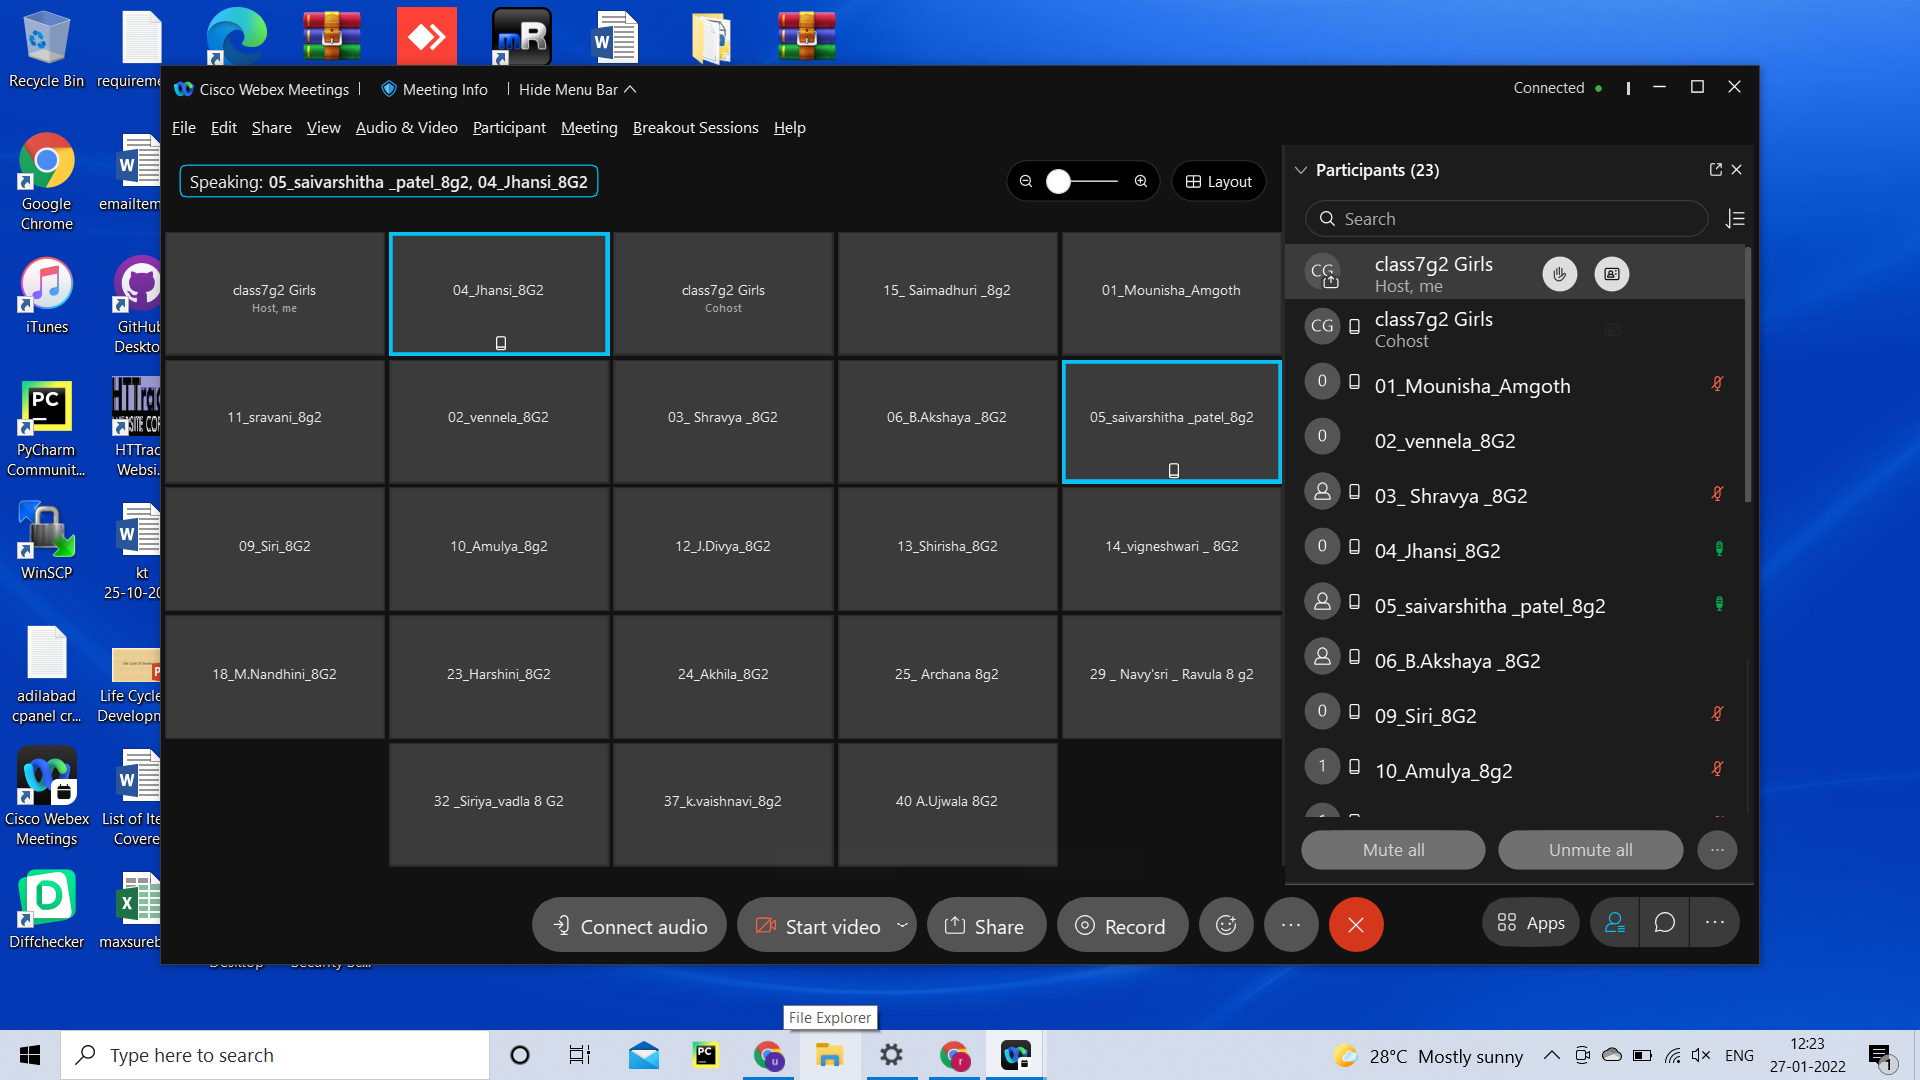 Recycle Bin
requireme
Google
Chrome
emailtem
iTunes
GitHub
Deskto
PyCharm
Communit...
HTTrac
Websi.
WinSCP
kt
25-10-20
adilabad
cpanel cr...
Life Cycle
Developn
Cisco Webex
Meetings
List of Ite
Covere
Diffchecker
maxsureb
Cisco Webex Meetings
Meeting Info
Hide Menu Bar
Connected
File Edit Share View Audio & Video Participant Meeting Breakout Sessions Help
Speaking: 05_saivarshitha _patel_8g2, 04_Jhansi_8G2
Layout
class7g2 Girls
Host, me
04_Jhansi_8G2
class7g2 Girls
Cohost
15_ Saimadhuri _8g2
01_Mounisha_Amgoth
11_sravani_8g2
02_vennela_8G2
03_ Shravya _8G2
06_B.Akshaya _8G2
05_saivarshitha _patel_8g2
09_Siri_8G2
10_Amulya_8g2
12_J.Divya_8G2
13_Shirisha_8G2
14_vigneshwari _ 8G2
18_M.Nandhini_8G2
23_Harshini_8G2
24_Akhila_8G2
25_ Archana 8g2
29 _ Navy'sri _ Ravula 8 g2
32 _Siriya_vadla 8 G2
37_k.vaishnavi_8g2
40 A.Ujwala 8G2
Participants (23)
Search
CG
class7g2 Girls
Host, me
CG
class7g2 Girls
Cohost
0 01_Mounisha_Amgoth
0 02_vennela_8G2
03_ Shravya _8G2
0 04_Jhansi_8G2
05_saivarshitha _patel_8g2
06_B.Akshaya _8G2
0 09_Siri_8G2
1 10_Amulya_8g2
Mute all
Unmute all
Connect audio
Start video
Share
Record
Apps
File Explorer
Type here to search
28°C Mostly sunny
ENG
12:23
27-01-2022
1